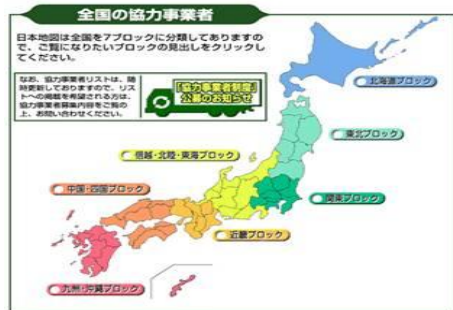 全国の協力事業者
日本地図は全国を7ブロックに分類してありますの
で、ご覧になりたいブロックの見出しをクリックし
てください。
なお、協力事業者リストは、随
時更新しておりますので、リス
トへの掲載を希望される方は、
協力事業者募集内容をご覧の
上、お問い合わせください。
「協力事業者制度」
公募のお知らせ
北海道ブロック
東北ブロック
信越・北陸・東海ブロック
中国・四国ブロック
関東ブロック
近畿ブロック
九州・沖縄ブロック